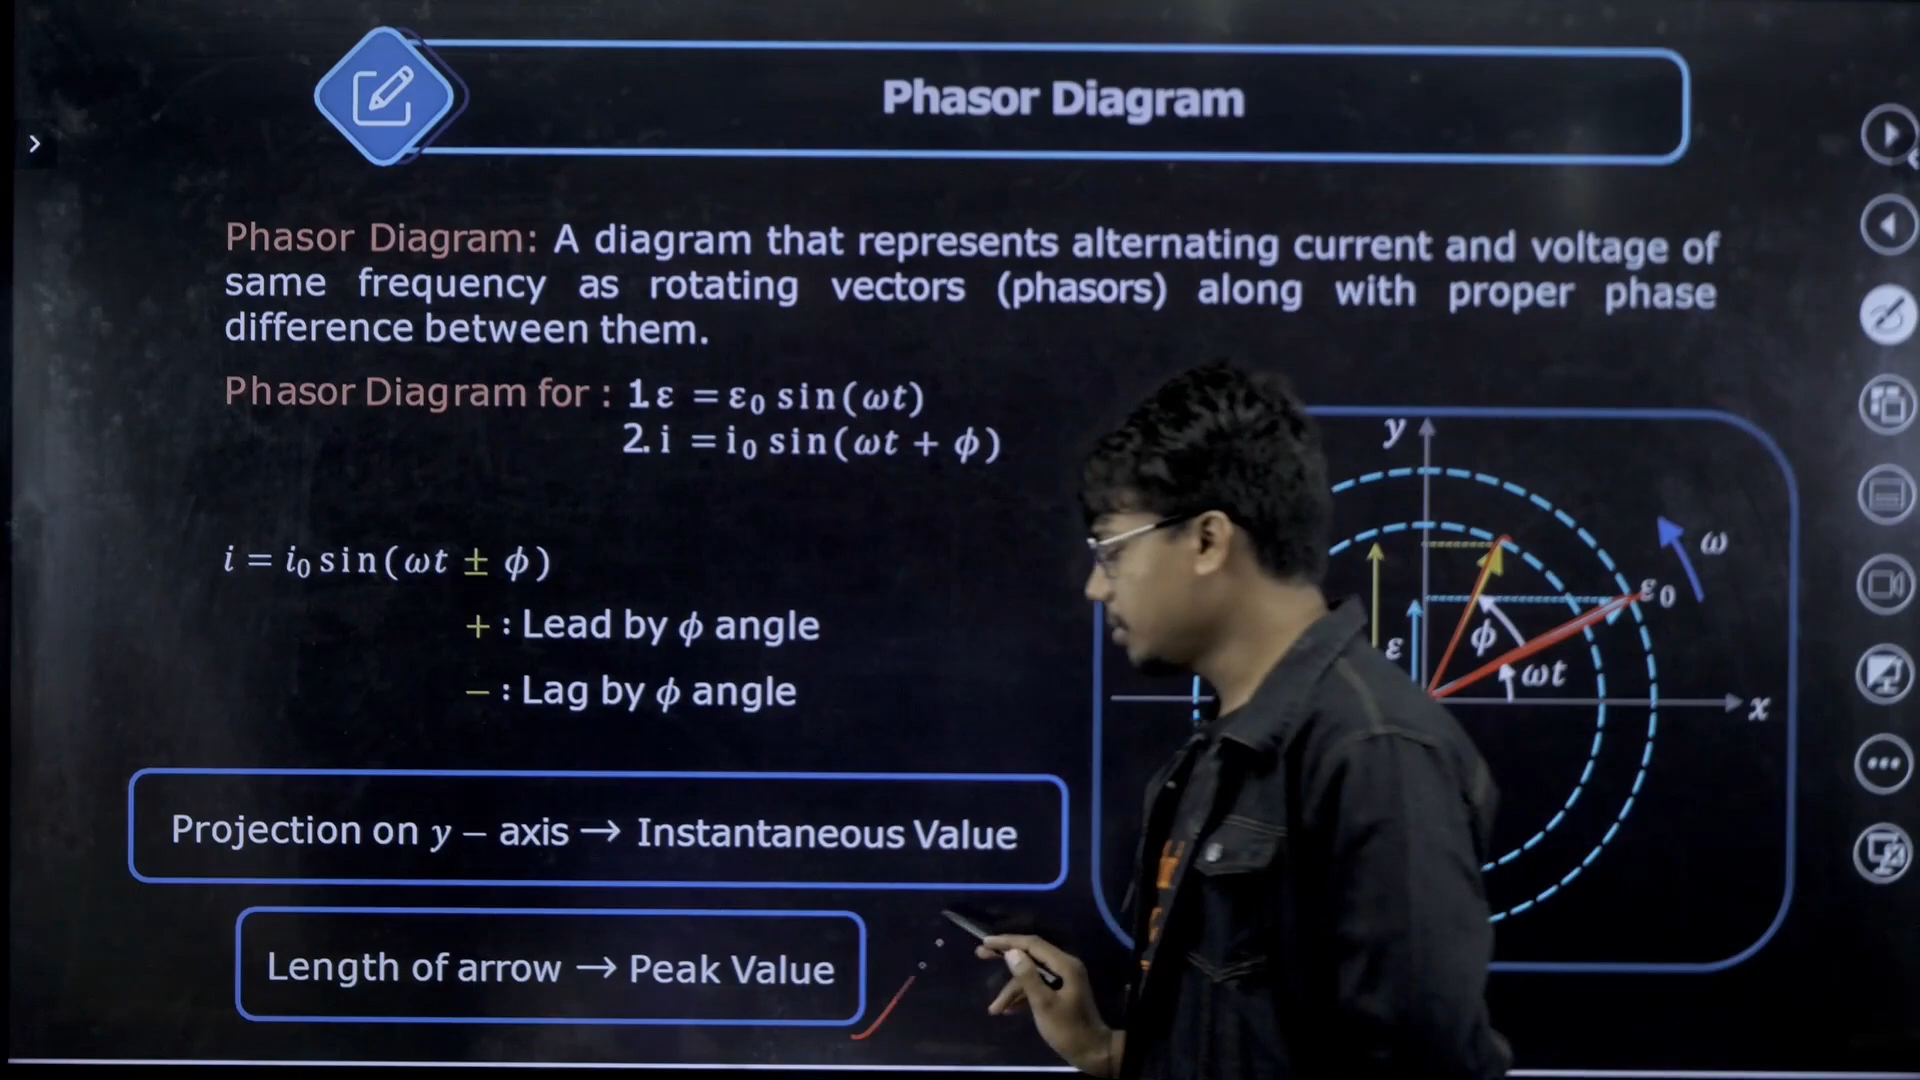 Phasor Diagram
Phasor Diagram: A diagram that represents alternating current and voltage of
same frequency as rotating vectors (phasors) along with proper phase
difference between them.
Phasor Diagram for : 1 ε = ε₀ sin(ωt)
2. i = i₀ sin(ωt + ϕ)
i = i₀ sin(ωt ± ϕ)
+ : Lead by ϕ angle
− : Lag by ϕ angle
Projection on y − axis → Instantaneous Value
Length of arrow → Peak Value
y
ω
ε₀
ε
ϕ
ωt
x